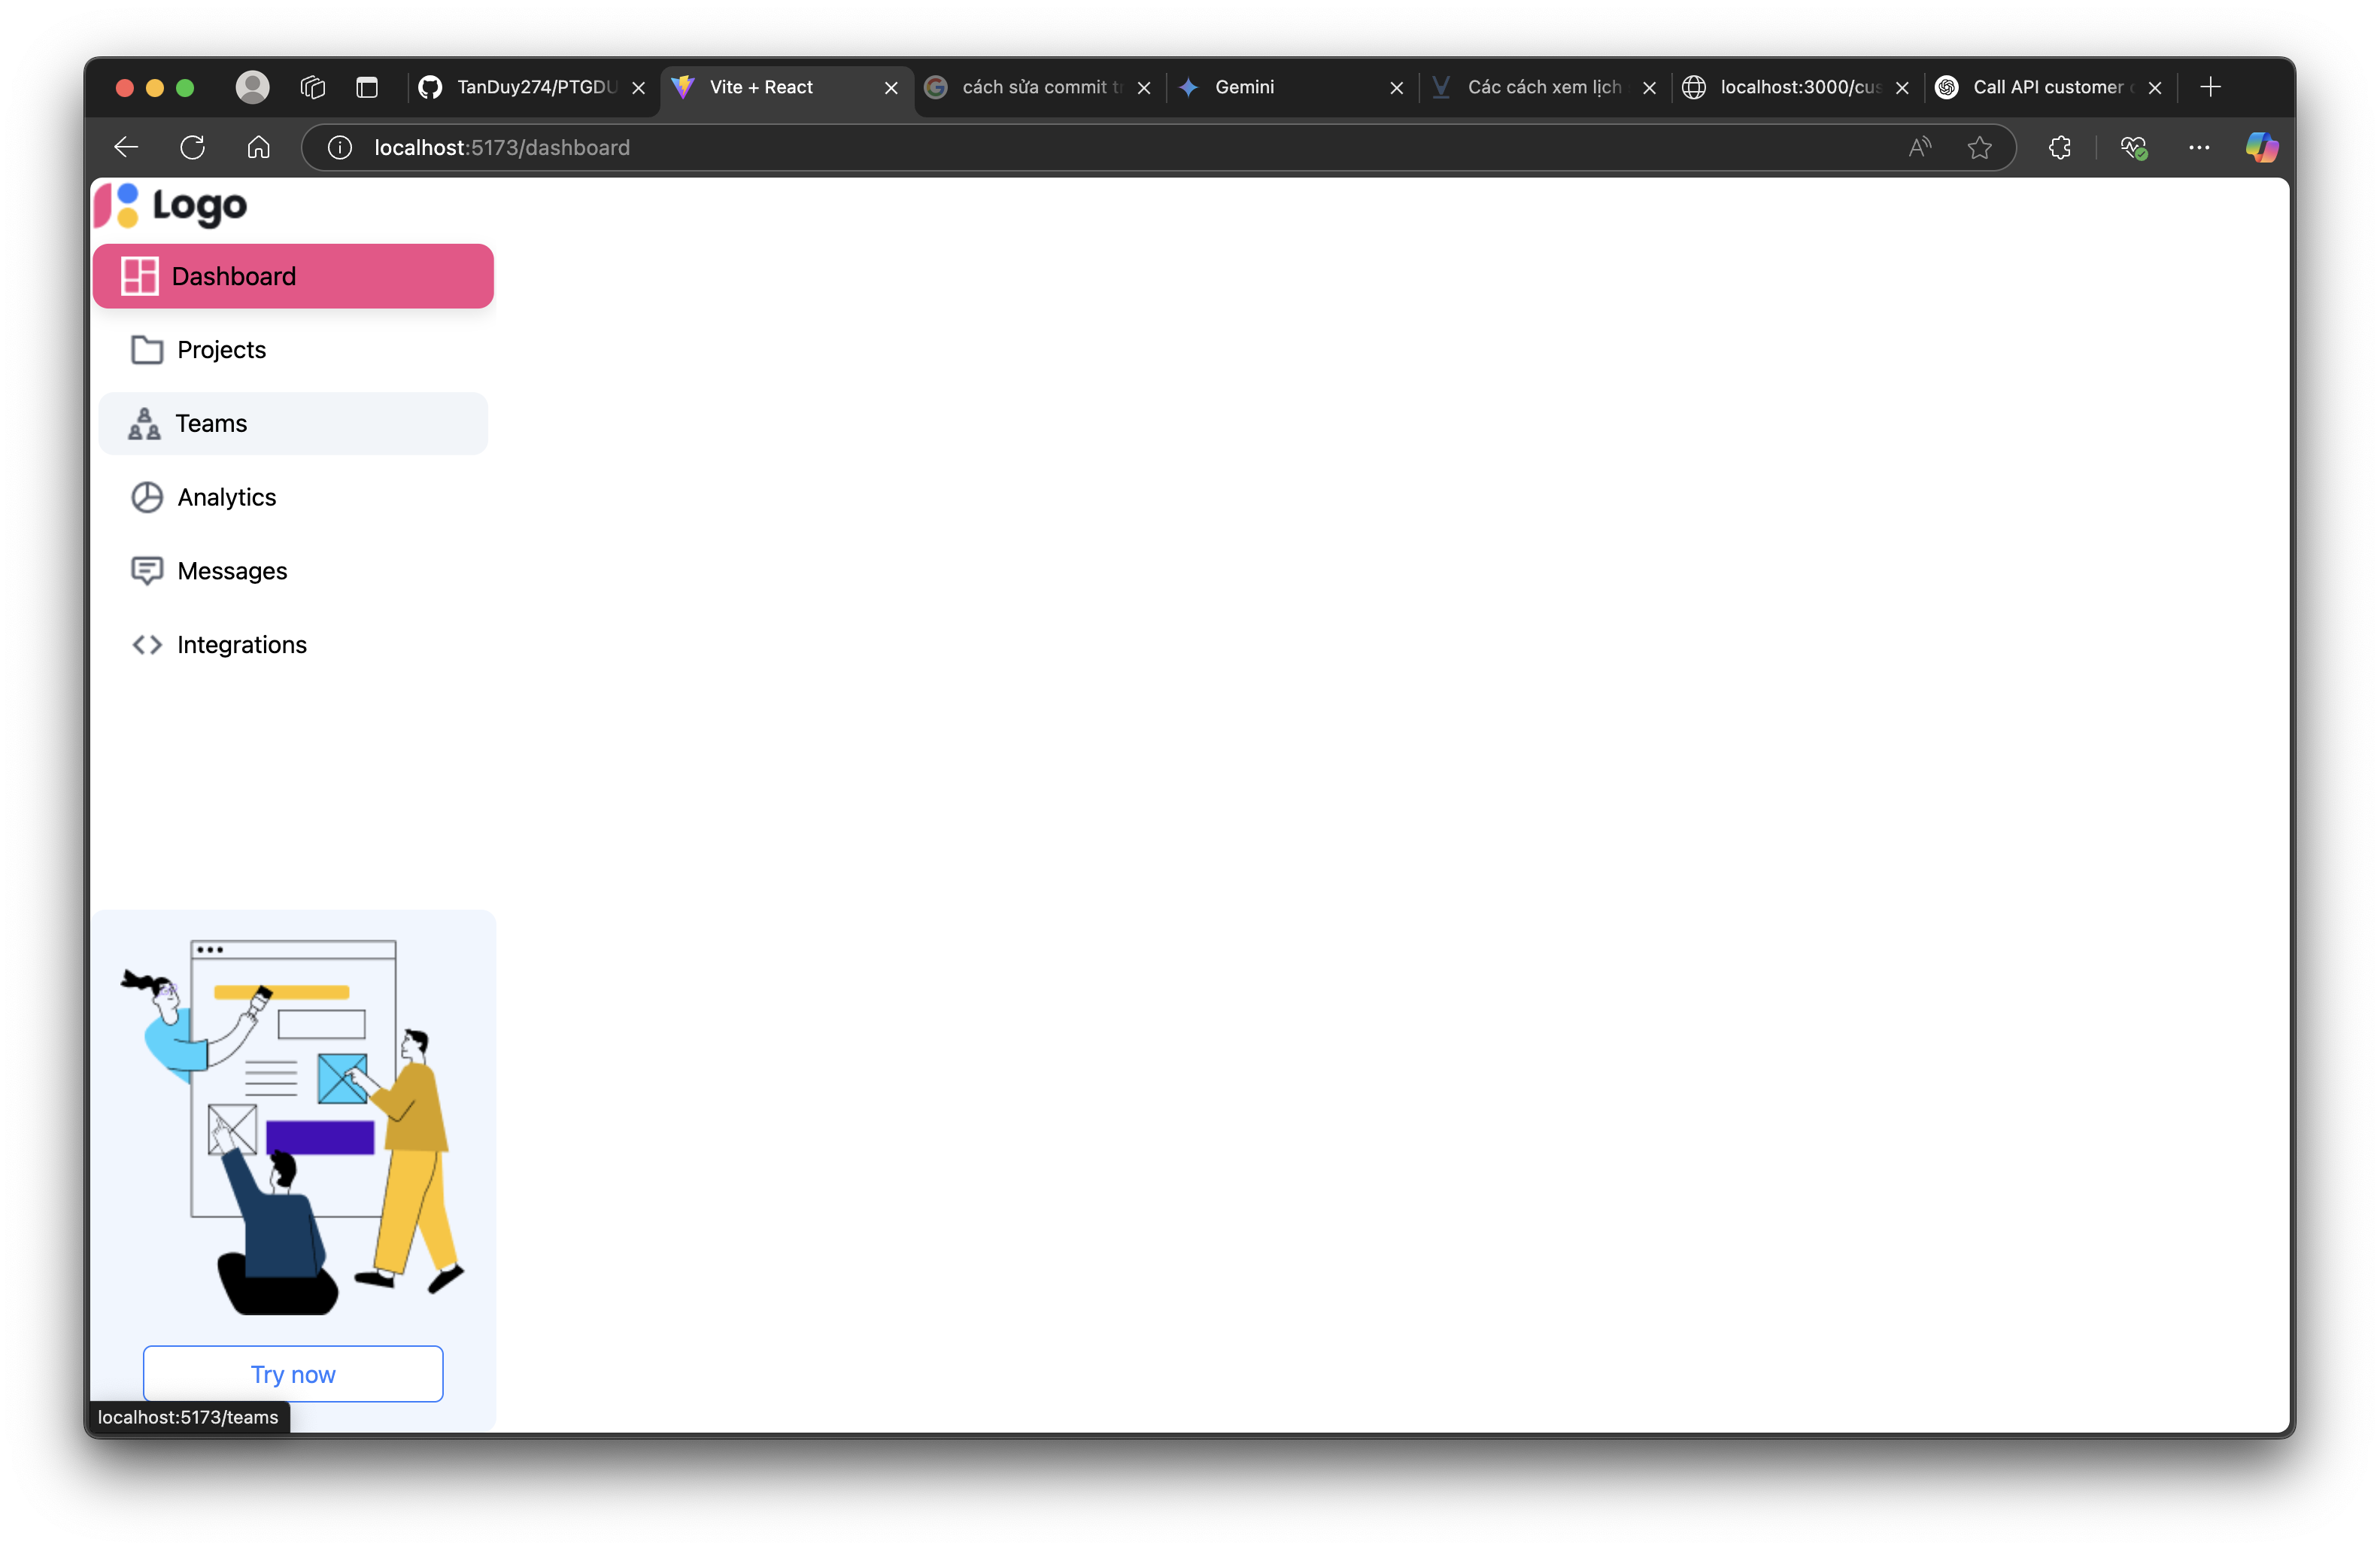 TanDuy274/PTGDU
Vite + React
cách sửa commit tr
Gemini
Các cách xem lịch
localhost:3000/cus
Call API customer
localhost:5173/dashboard
Logo
Dashboard
Projects
Teams
Analytics
Messages
Integrations
Try now
localhost:5173/teams